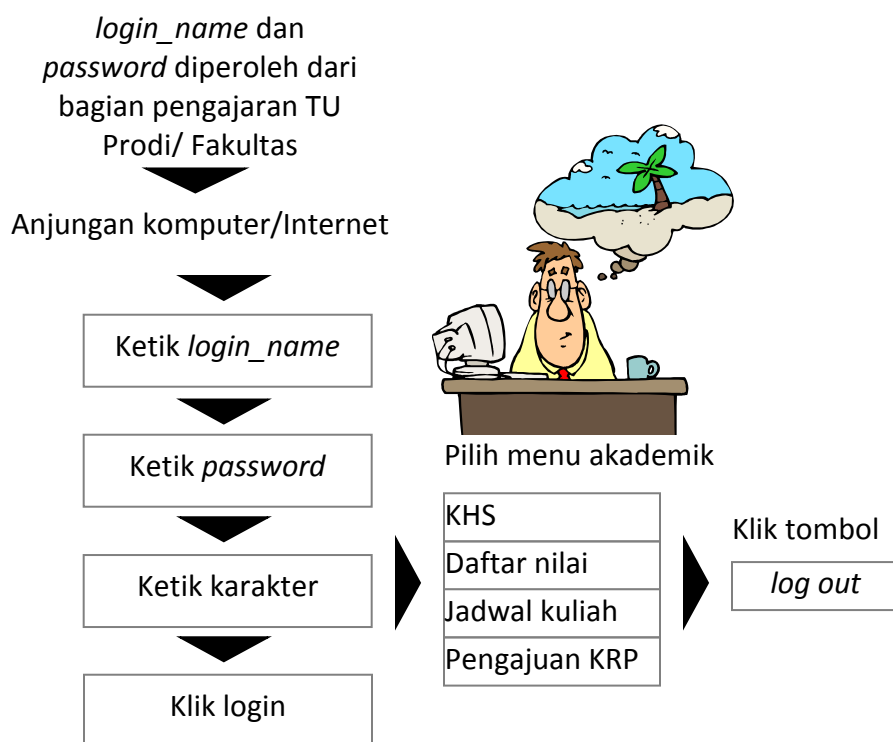 login_name dan
password diperoleh dari
bagian pengajaran TU
Prodi/ Fakultas
Anjungan komputer/Internet
Ketik login_name
Ketik password
Ketik karakter
Klik login
Pilih menu akademik
KHS
Daftar nilai
Jadwal kuliah
Pengajuan KRP
Klik tombol
log out